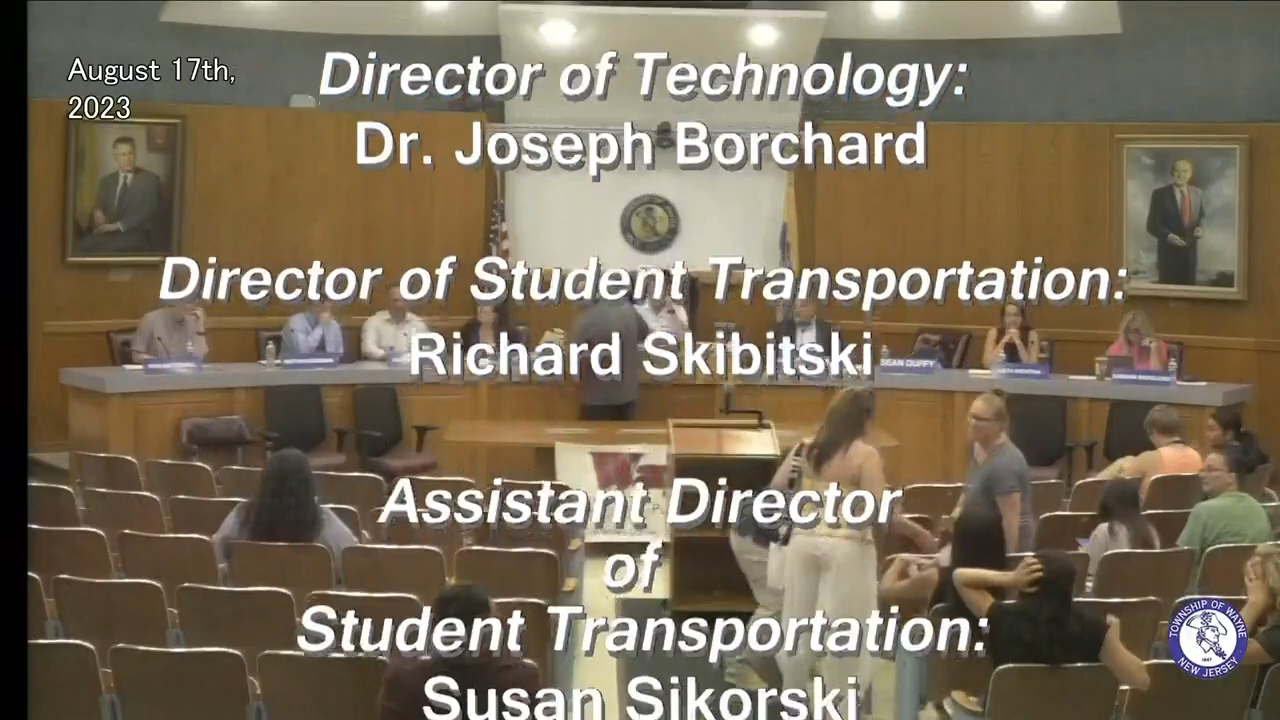 August 17th,
2023
Director of Technology:
Dr. Joseph Borchard
Director of Student Transportation:
Richard Skibitski
SEAN DUFFY
Assistant Director
of
Student Transportation:
Susan Sikorski
TOWNSHIP OF WAYNE
1847
NEW JERSEY